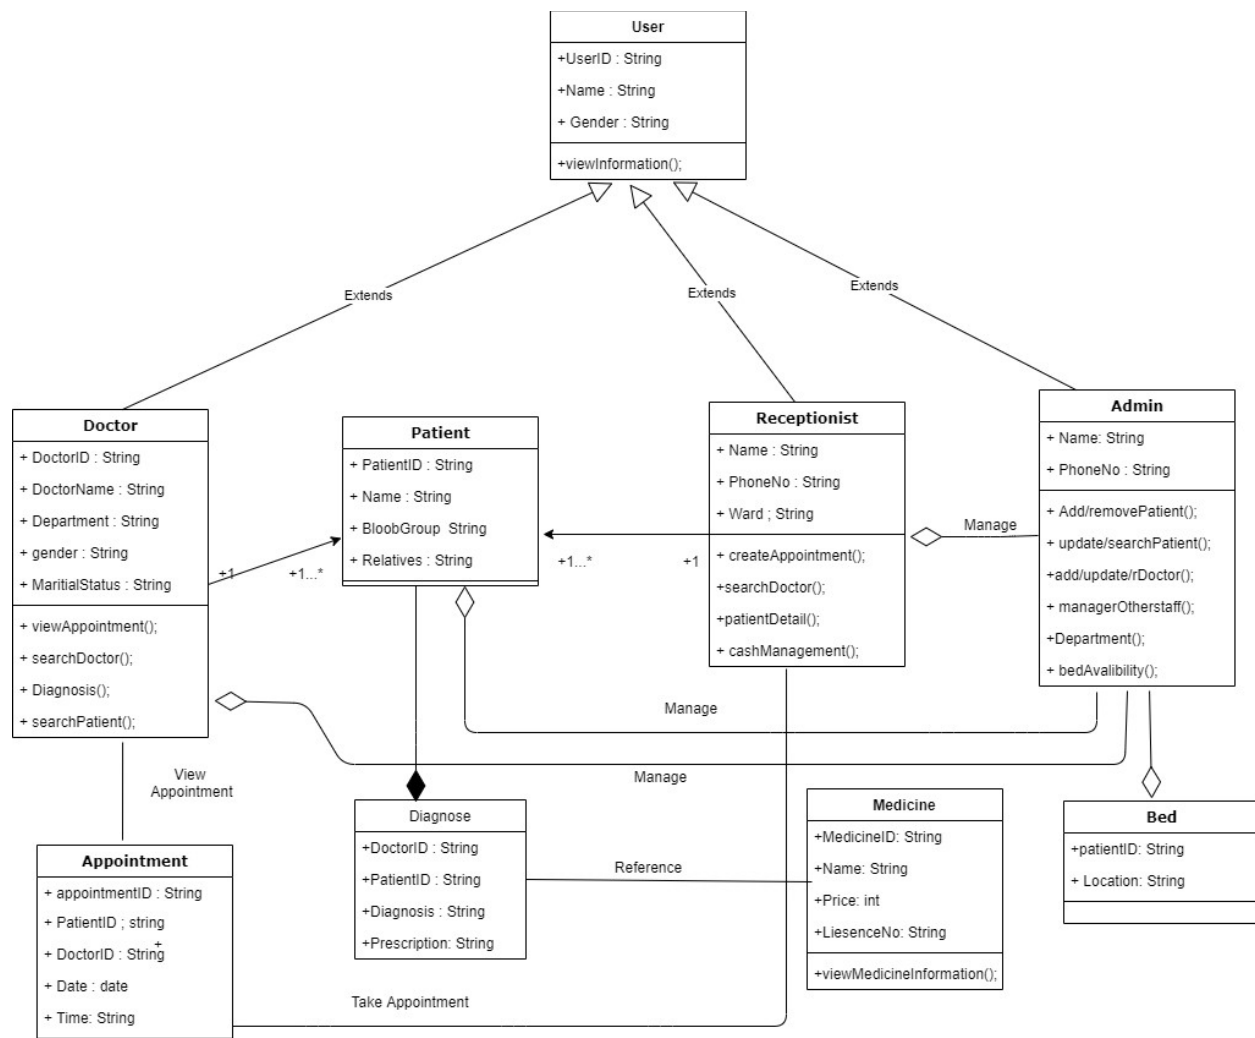 User
+UserID : String
+Name : String
+ Gender : String
+viewInformation();
Extends
Extends
Extends
Doctor
+ DoctorID : String
+ DoctorName : String
+ Department : String
+ gender : String
+ MaritialStatus : String
+ viewAppointment();
+ searchDoctor();
+ Diagnosis();
+ searchPatient();
+1
+1...*
Patient
+ PatientID : String
+ Name : String
+ BloobGroup  String
+ Relatives : String
+1...*
+1
Receptionist
+ Name : String
+ PhoneNo : String
+ Ward ; String
+ createAppointment();
+searchDoctor();
+patientDetail();
+ cashManagement();
Manage
Admin
+ Name: String
+ PhoneNo : String
+ Add/removePatient();
+ update/searchPatient();
+add/update/rDoctor();
+ managerOtherstaff();
+Department();
+ bedAvalibility();
Manage
Manage
View
Appointment
Appointment
+ appointmentID : String
+ PatientID ; string
+
+ DoctorID : String
+ Date : date
+ Time: String
Diagnose
+DoctorID : String
+PatientID : String
+Diagnosis : String
+Prescription: String
Reference
Medicine
+MedicineID: String
+Name: String
+Price: int
+LiesenceNo: String
+viewMedicineInformation();
Bed
+patientID: String
+ Location: String
Take Appointment